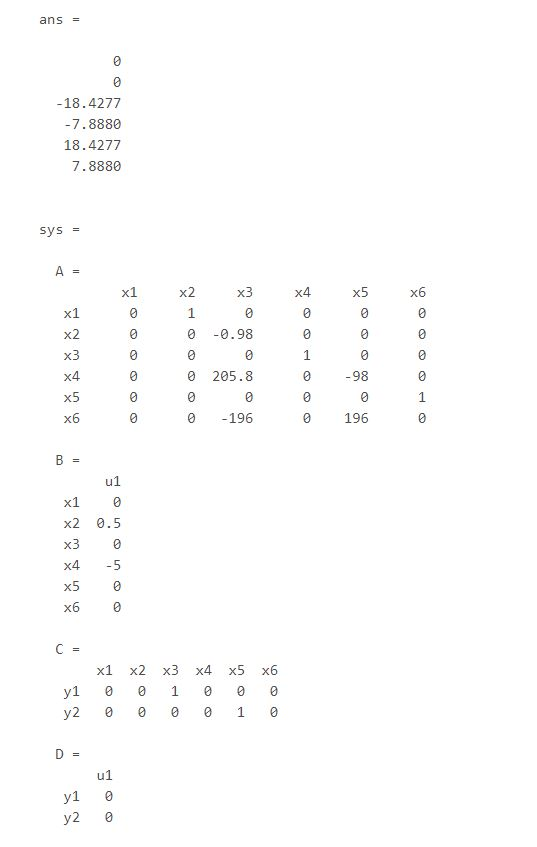 ans =
0
0
-18.4277
-7.8880
18.4277
7.8880
sys =
A =
x1 x2 x3 x4 x5 x6
x1 0 1 0 0 0 0
x2 0 0 -0.98 0 0 0
x3 0 0 0 1 0 0
x4 0 0 205.8 0 -98 0
x5 0 0 0 0 0 1
x6 0 0 -196 0 196 0
B =
u1
x1 0
x2 0.5
x3 0
x4 -5
x5 0
x6 0
C =
x1 x2 x3 x4 x5 x6
y1 0 0 1 0 0 0
y2 0 0 0 0 1 0
D =
u1
y1 0
y2 0